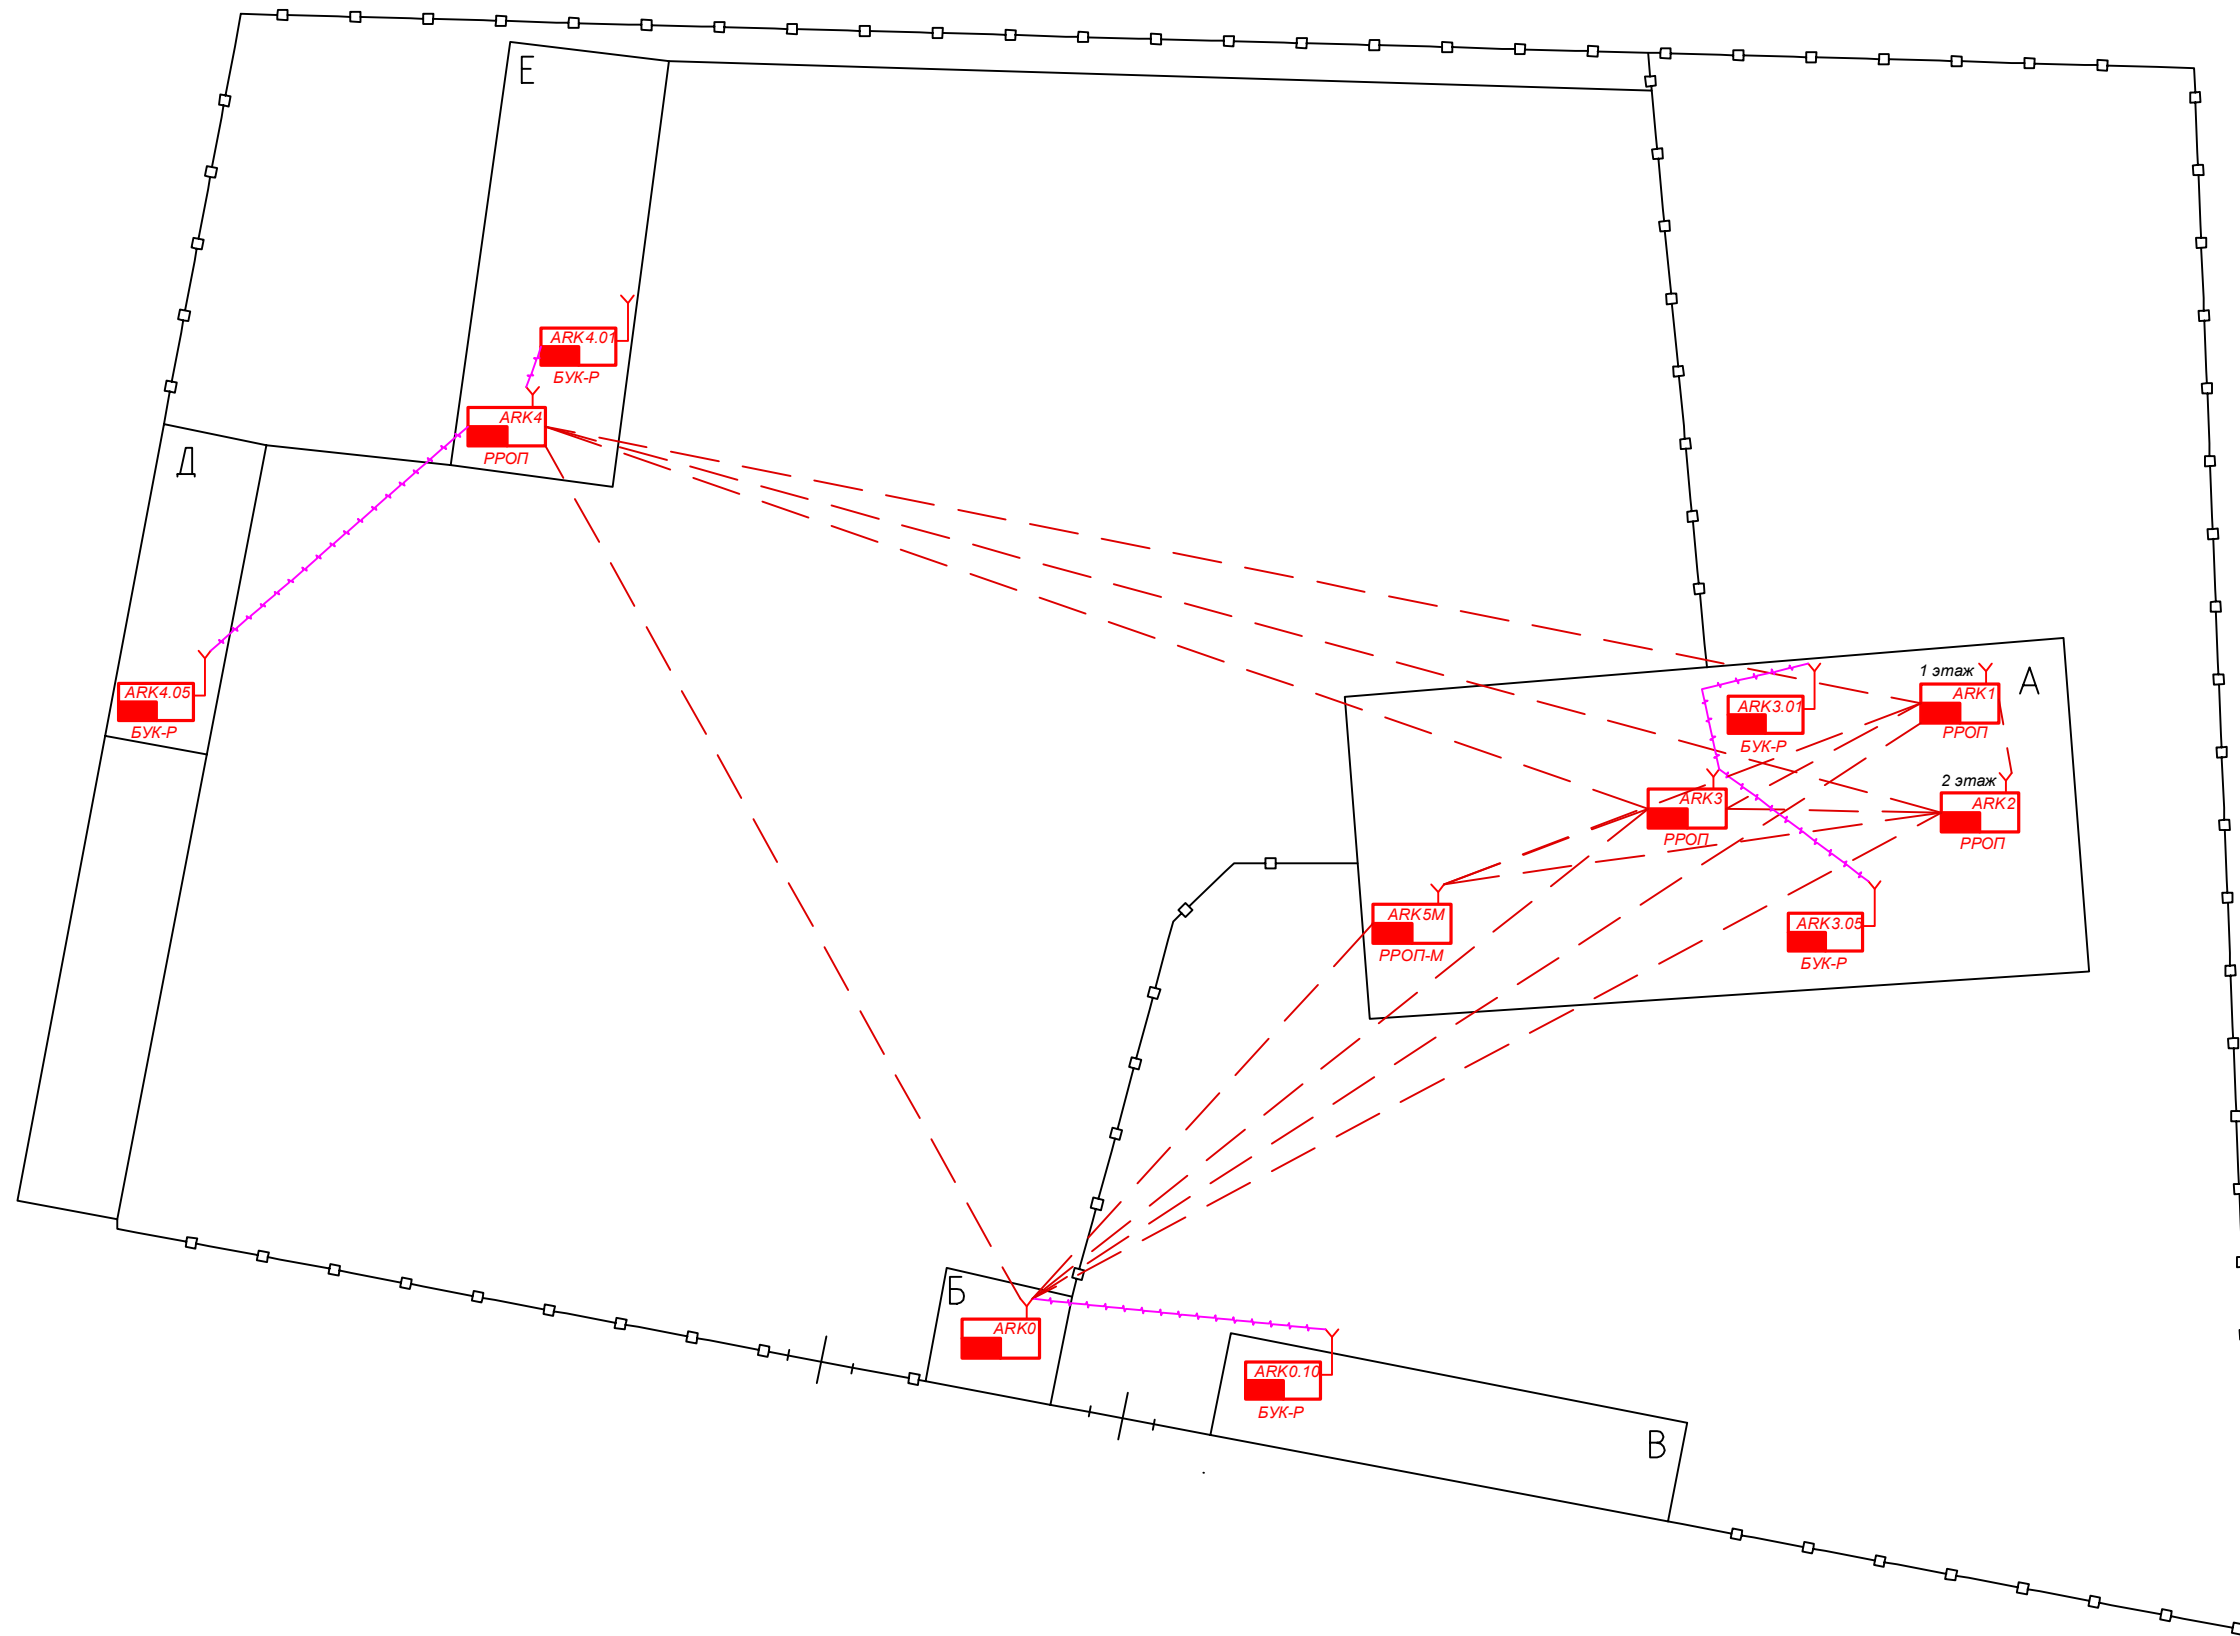 Е
ARK4.01
БУК-Р
ARK4
РРОП
Д
ARK4.05
БУК-Р
1 этаж
А
ARK1
РРОП
ARK3.01
БУК-Р
2 этаж
ARK2
РРОП
ARK3
РРОП
ARK5M
РРОП-М
ARK3.05
БУК-Р
Б
ARK0
ARK0.10
БУК-Р
В